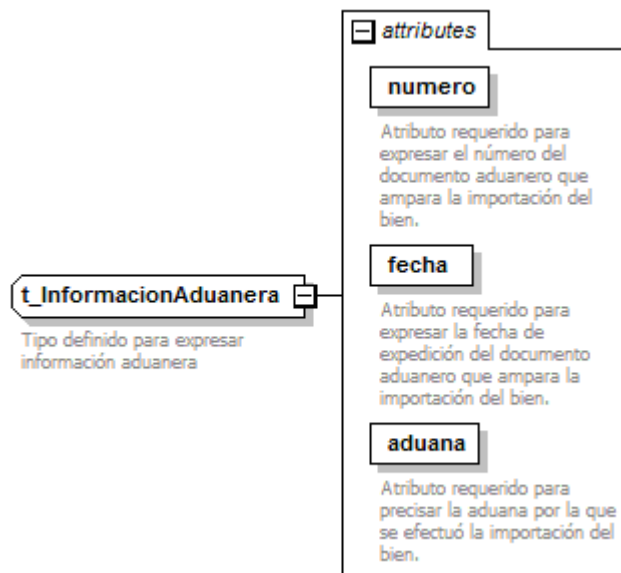 attributes
numero
Atributo requerido para
expresar el número del
documento aduanero que
ampara la importación del
bien.
fecha
Atributo requerido para
expresar la fecha de
expedición del documento
aduanero que ampara la
importación del bien.
t_InformacionAduanera
Tipo definido para expresar
información aduanera
aduana
Atributo requerido para
precisar la aduana por la que
se efectuó la importación del
bien.